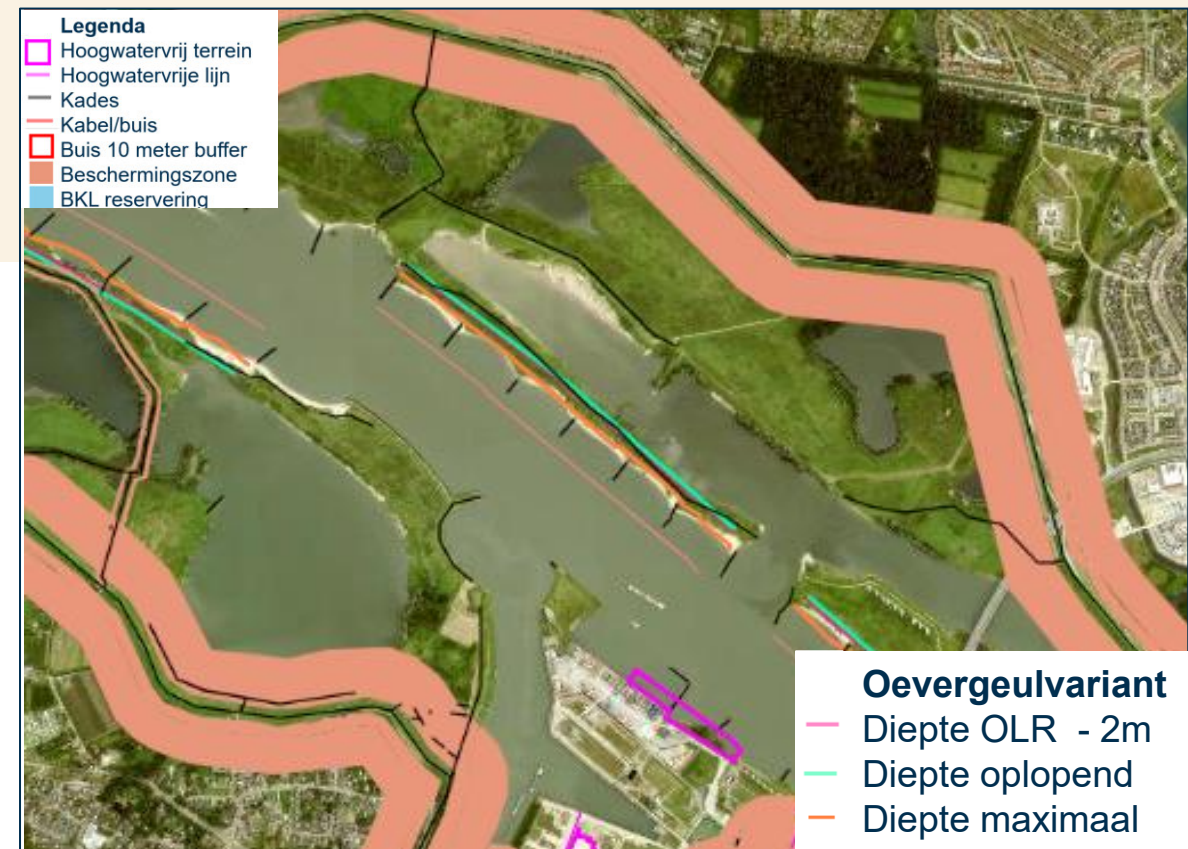 Legenda
Hoogwatervrij terrein
Hoogwatervrije lijn
Kades
Kabel/buis
Buis 10 meter buffer
Beschermingszone
BKL reservering
Oevergeulvariant
Diepte OLR - 2m
Diepte oplopend
Diepte maximaal